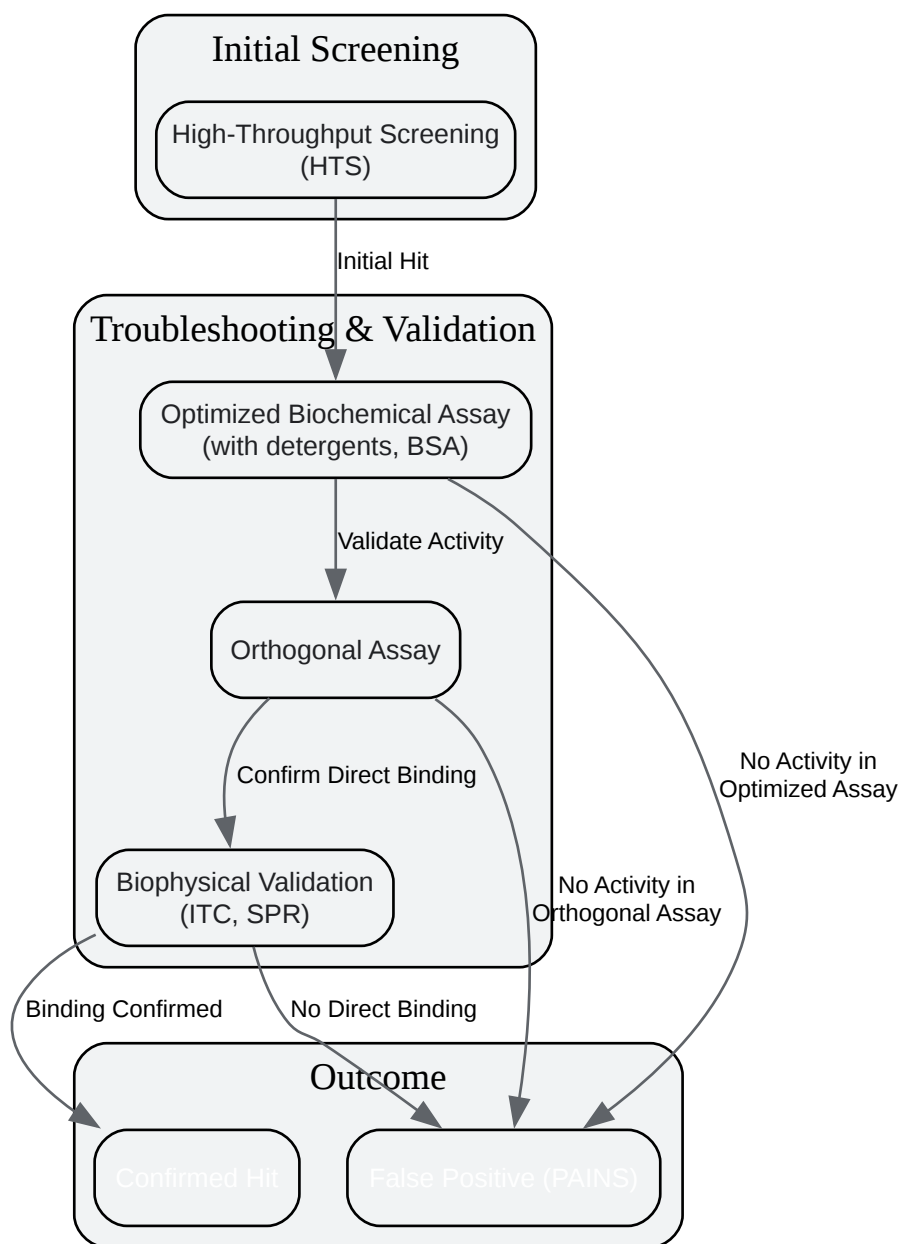 Initial Screening
High-Throughput Screening
(HTS)
Initial Hit
Troubleshooting & Validation
Optimized Biochemical Assay
(with detergents, BSA)
Validate Activity
Orthogonal Assay
No Activity in
Optimized Assay
Confirm Direct Binding
Biophysical Validation
(ITC, SPR)
No Activity in
Orthogonal Assay
Binding Confirmed
No Direct Binding
Outcome
Confirmed Hit
False Positive (PAINS)